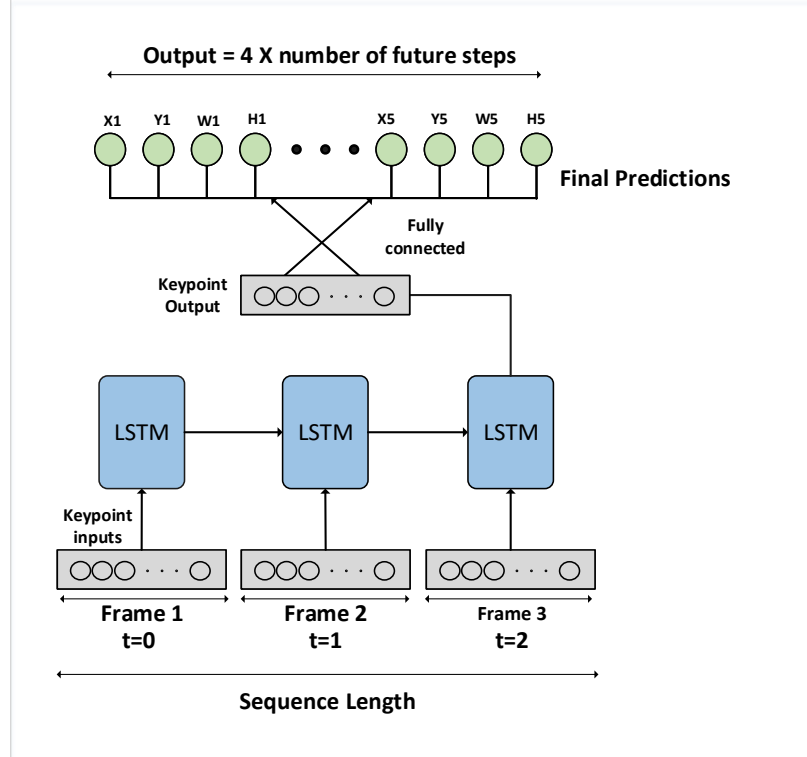 Output = 4 X number of future steps
X1 Y1 W1 H1 X5 Y5 W5 H5
Final Predictions
Fully
connected
Keypoint
Output
LSTM LSTM LSTM
Keypoint
inputs
Frame 1 Frame 2 Frame 3
t=0 t=1 t=2
Sequence Length